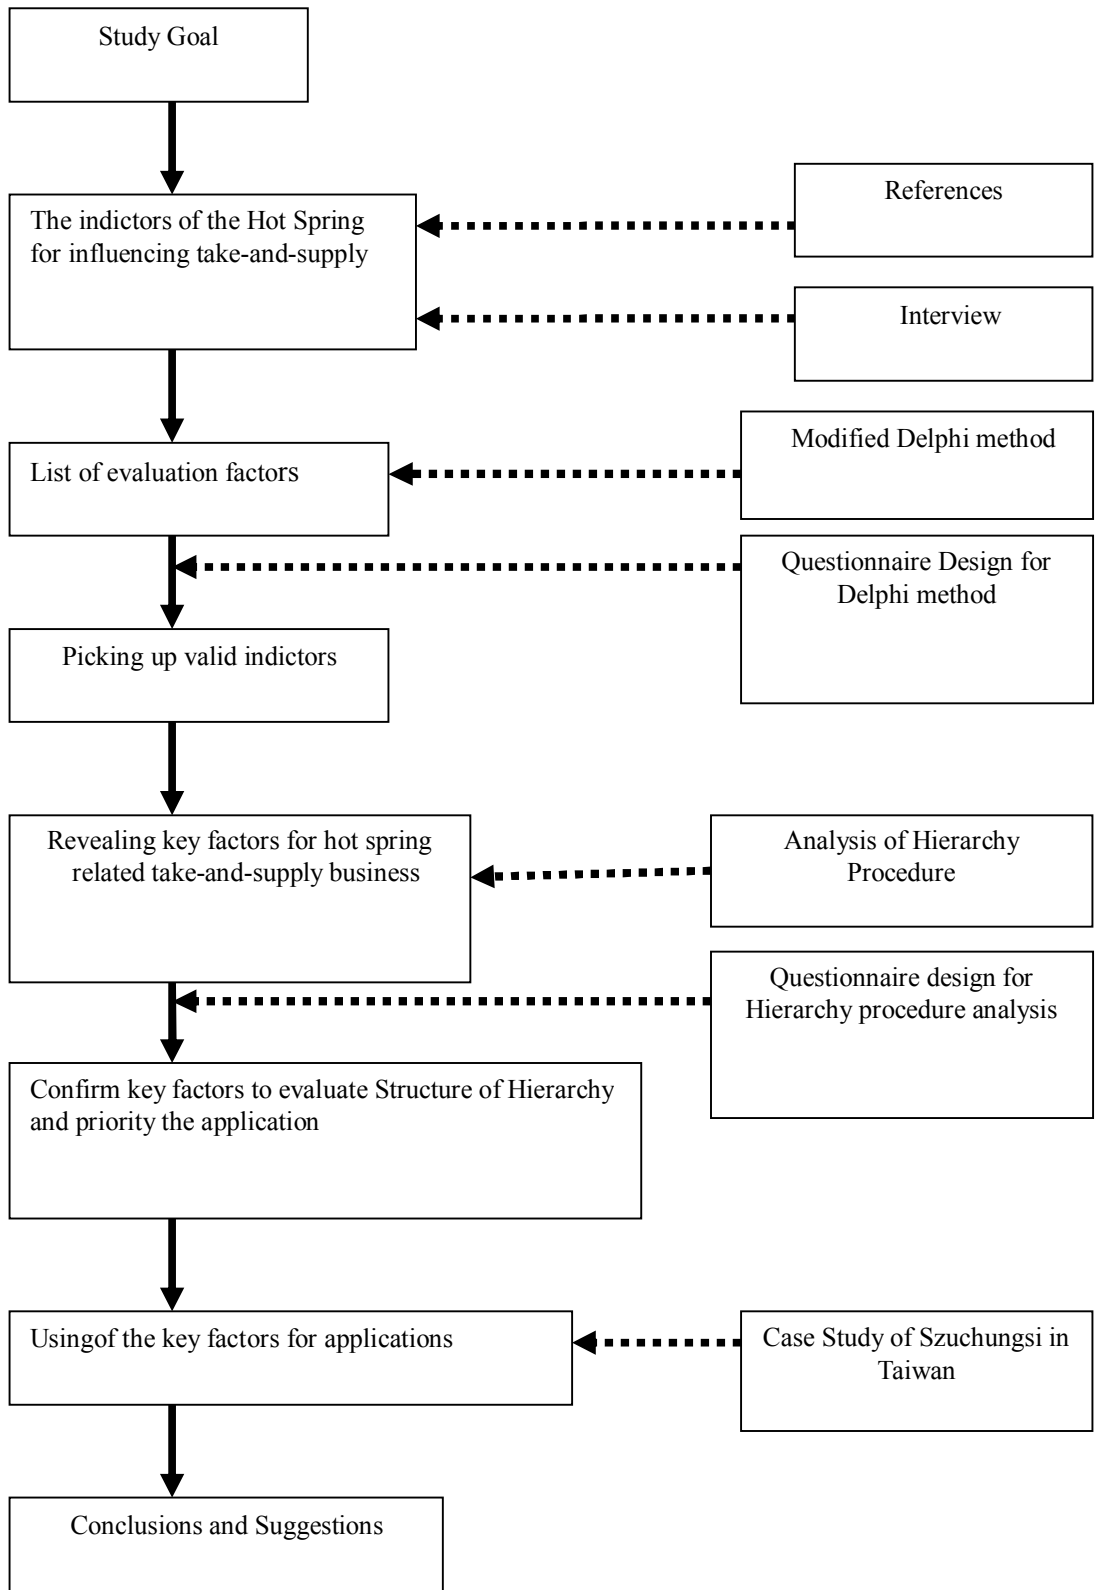 Study Goal
References
The indictors of the Hot Spring
for influencing take-and-supply
Interview
Modified Delphi method
List of evaluation factors
Questionnaire Design for
Delphi method
Picking up valid indictors
Revealing key factors for hot spring
related take-and-supply business
Analysis of Hierarchy
Procedure
Questionnaire design for
Hierarchy procedure analysis
Confirm key factors to evaluate Structure of Hierarchy
and priority the application
Usingof the key factors for applications
Case Study of Szuchungsi in
Taiwan
Conclusions and Suggestions